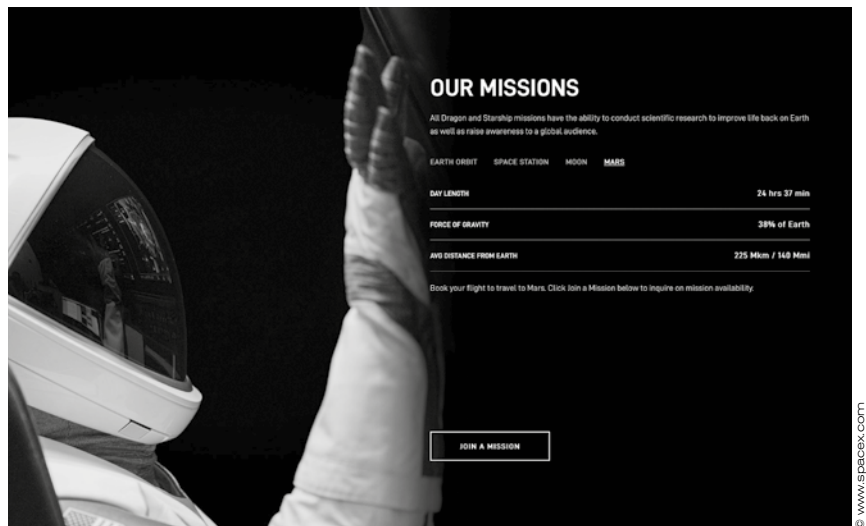 OUR MISSIONS
All Dragon and Starship missions have the ability to conduct scientific research to improve life back on Earth
as well as raise awareness to a global audience.
EARTH ORBIT SPACE STATION MOON MARS
DAY LENGTH 24 hrs 37 min
FORCE OF GRAVITY 38% of Earth
AVG DISTANCE FROM EARTH 225 Mkm / 140 Mmi
Book your flight to travel to Mars. Click Join a Mission below to inquire on mission availability.
JOIN A MISSION
© www.spacex.com